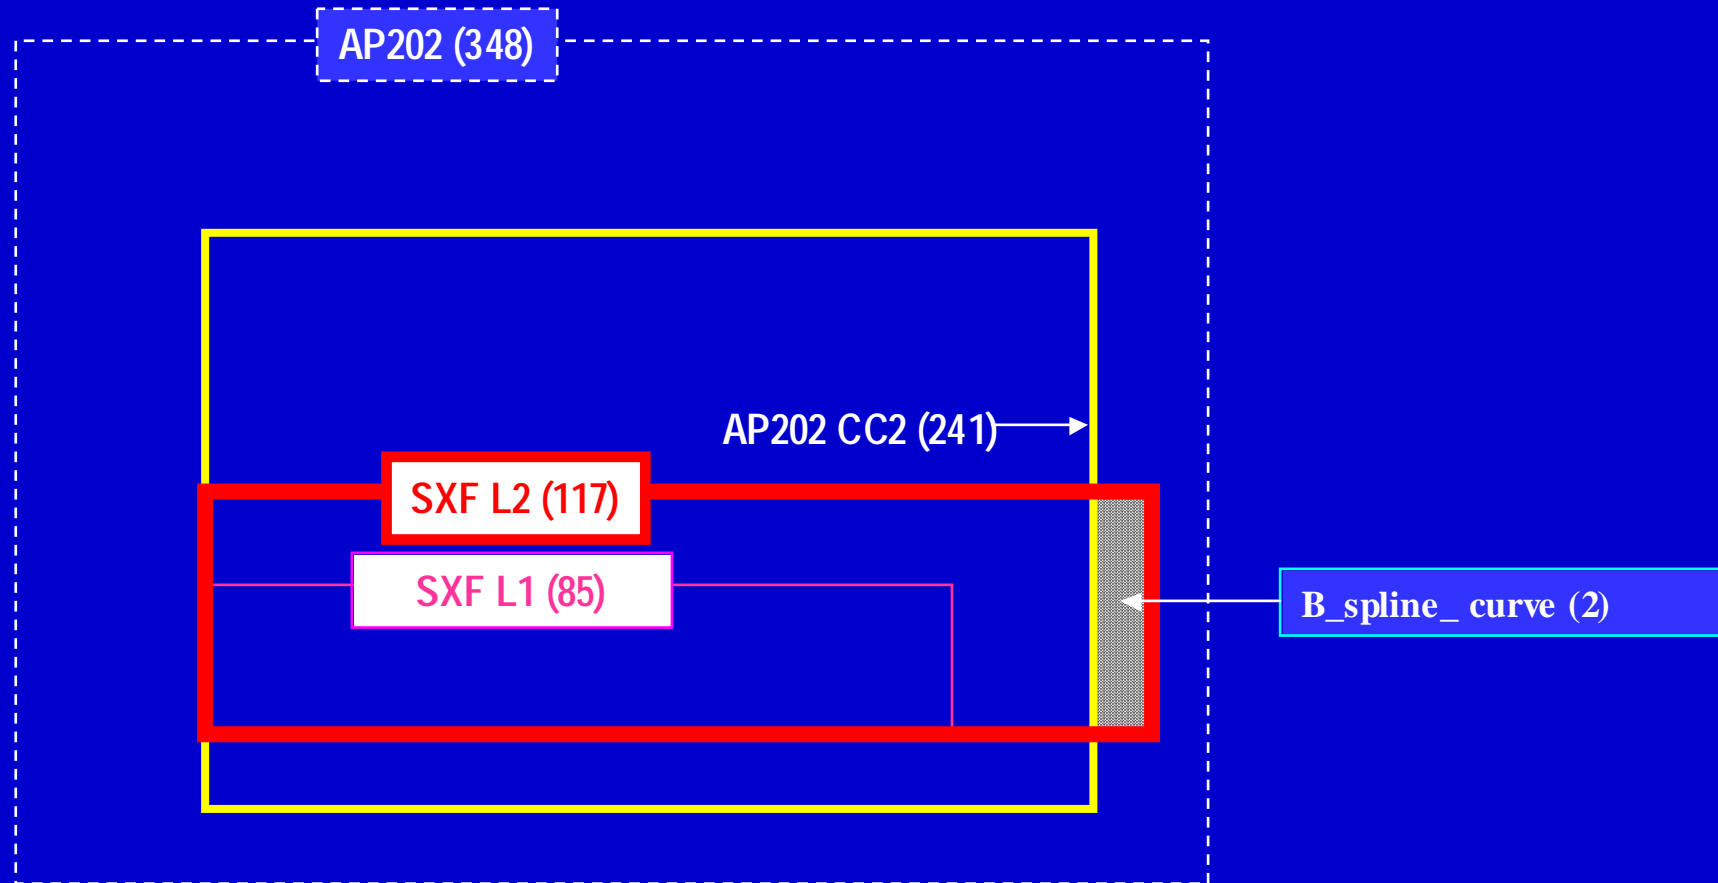 AP202 (348)
AP202 CC2 (241)
SXF L2 (117)
SXF L1 (85)
B_spline_ curve (2)